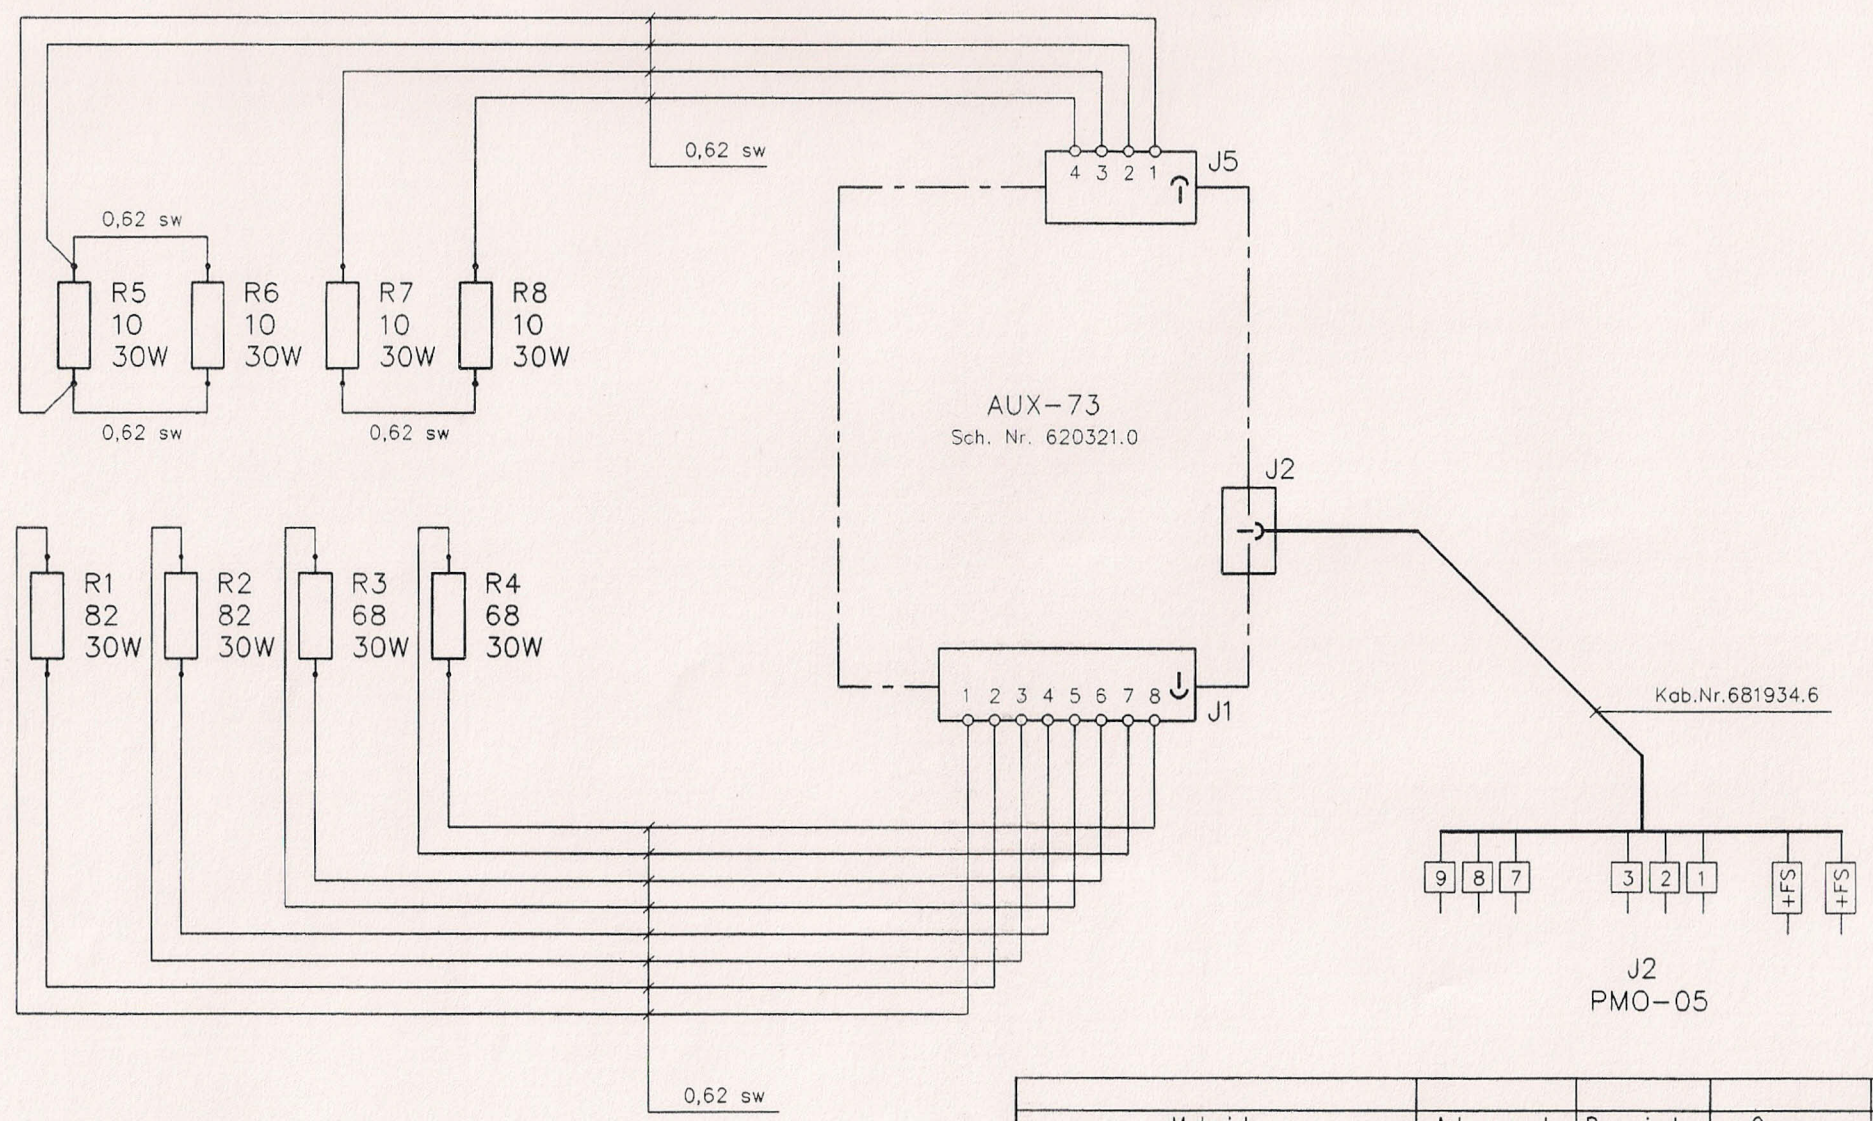 0,62 sw
J5
4 3 2 1
0,62 sw
R5
10
30W
R6
10
30W
R7
10
30W
R8
10
30W
0,62 sw
0,62 sw
AUX-73
Sch. Nr. 620321.0
J2
R1
82
30W
R2
82
30W
R3
68
30W
R4
68
30W
1 2 3 4 5 6 7 8
J1
Kab.Nr.681934.6
9 8 7 3 2 1 +FS +FS
J2
PMO-05
0,62 sw